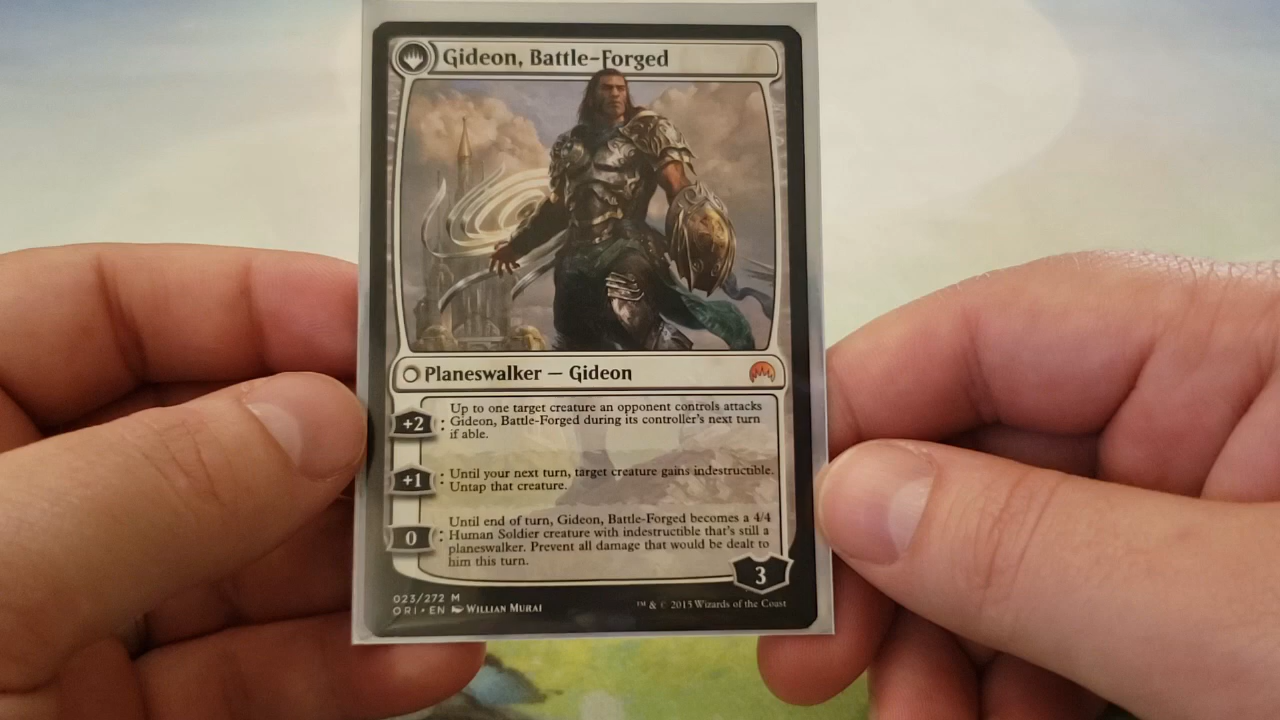 Gideon, Battle-Forged
Planeswalker — Gideon
+2: Up to one target creature an opponent controls attacks
Gideon, Battle-Forged during its controller's next turn
if able.
+1: Until your next turn, target creature gains indestructible.
Untap that creature.
0: Until end of turn, Gideon, Battle-Forged becomes a 4/4
Human Soldier creature with indestructible that's still a
planeswalker. Prevent all damage that would be dealt to
him this turn.
3
023/272 M
ORI • EN WILLIAN MURAI
™ & © 2015 Wizards of the Coast